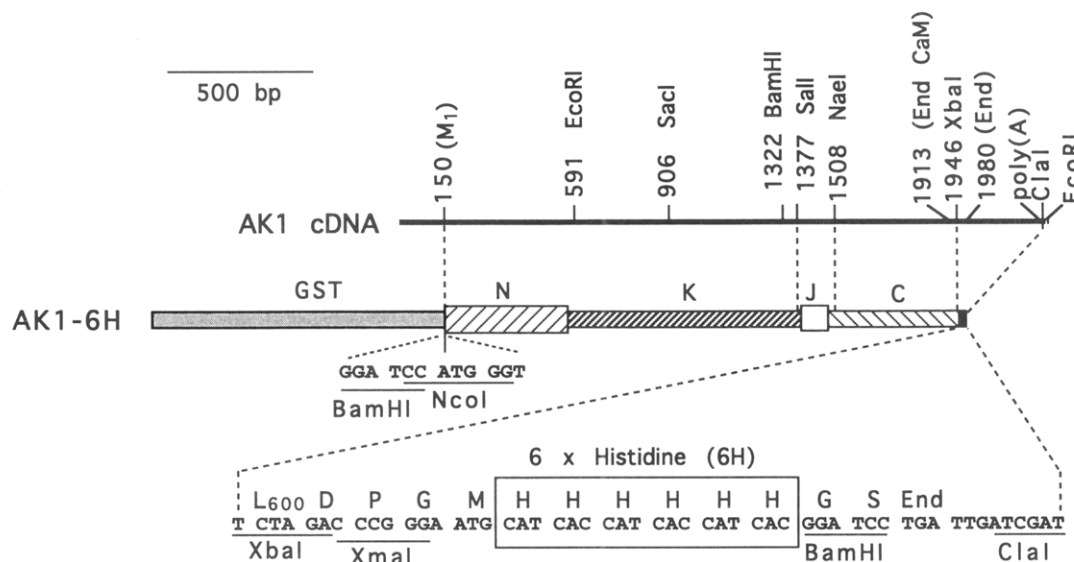 500 bp
150 (M1)
591 EcoRI
906 SacI
1322 BamHI
1377 SalI
1508 NaeI
1913 (End CaM)
1946 XbaI
1980 (End)
poly(A)
ClaI
EcoRI
AK1 cDNA
GST N K J C
AK1-6H
GGA TCC ATG GGT
BamHI NcoI
6 x Histidine (6H)
L600 D P G M H H H H H H G S End
T CTA GAC CCG GGA ATG CAT CAC CAT CAC CAT CAC GGA TCC TGA TTGATCGAT
XbaI XmaI BamHI ClaI